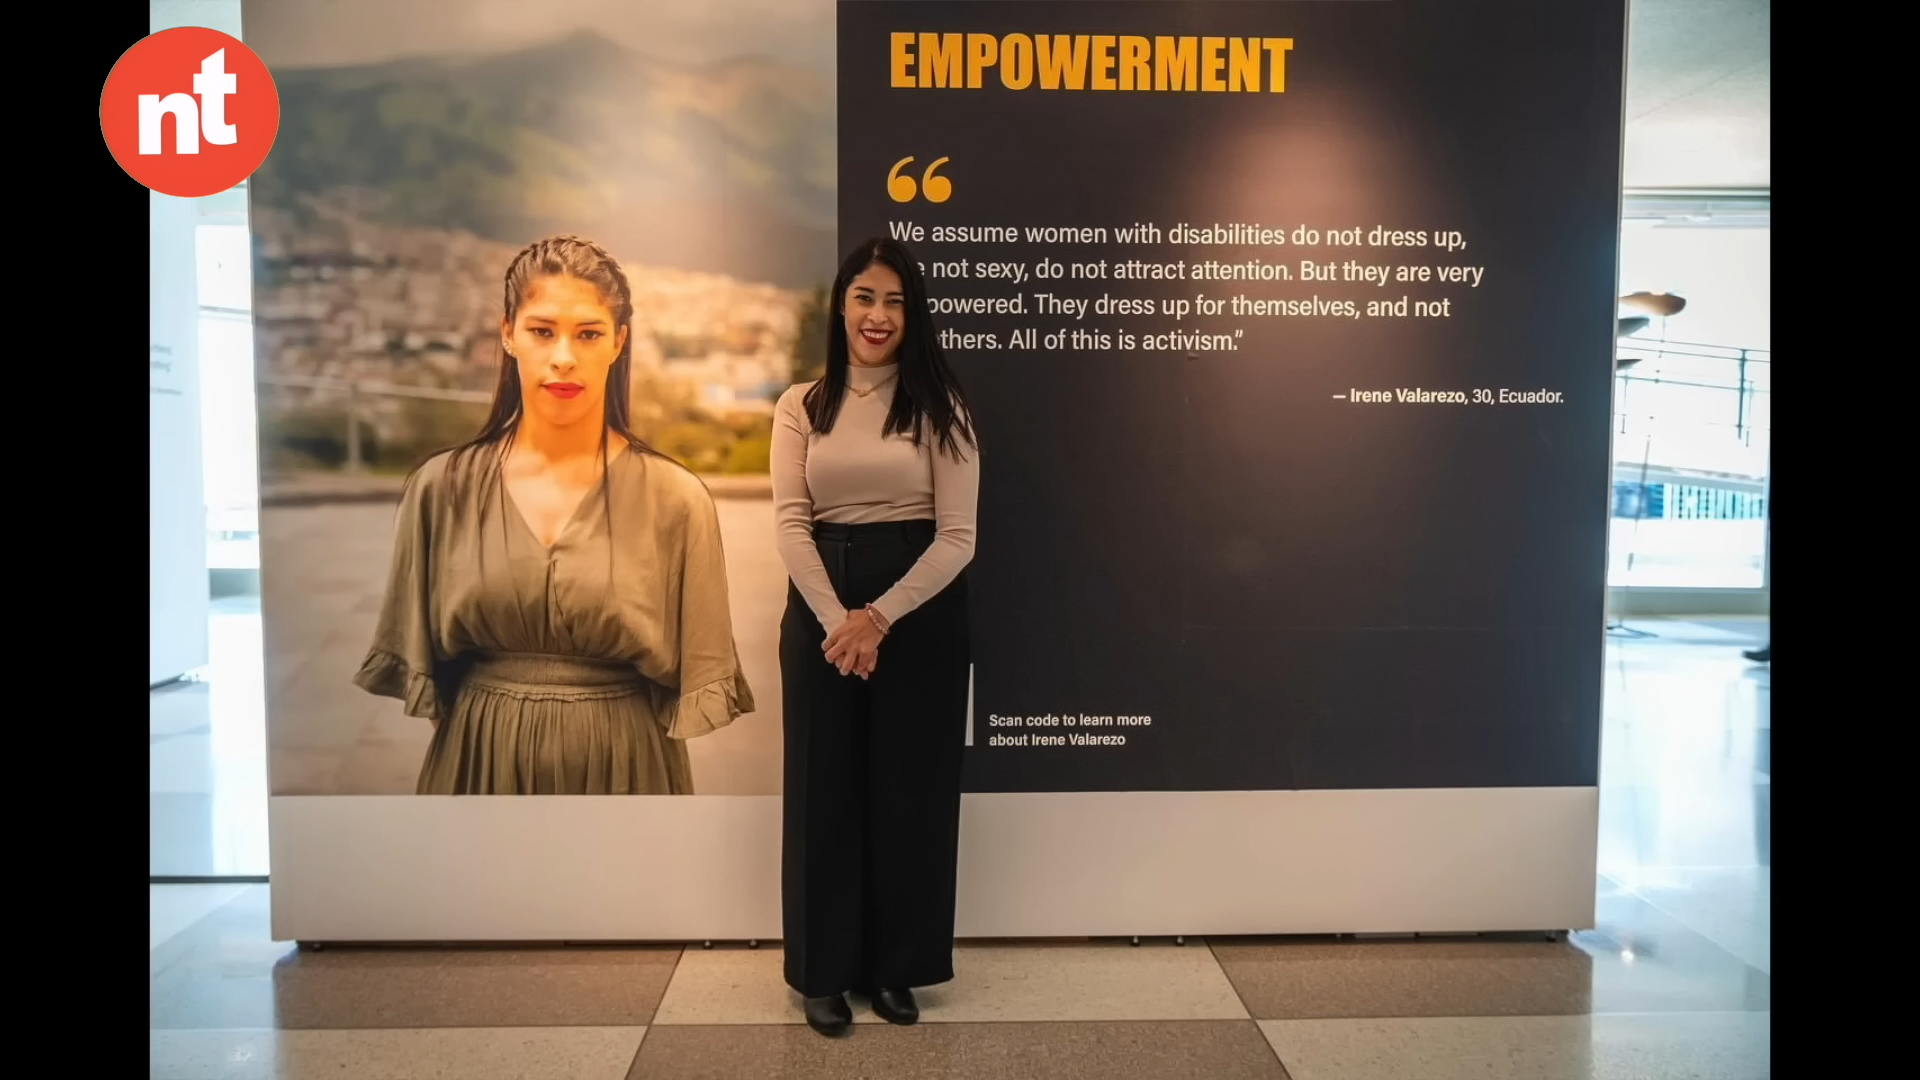 nt
EMPOWERMENT
“
We assume women with disabilities do not dress up,
not sexy, do not attract attention. But they are very
powered. They dress up for themselves, and not
thers. All of this is activism.”
– Irene Valarezo, 30, Ecuador.
Scan code to learn more
about Irene Valarezo